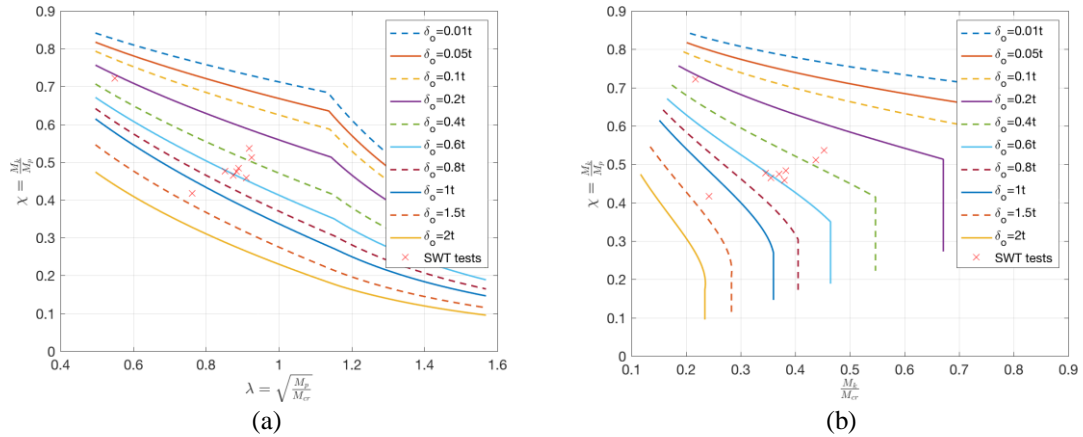 0.9
0.8
0.7
0.6
0.5
0.4
0.3
0.2
0.1
0
χ = M_k/M_p
0.4 0.6 0.8 1 1.2 1.4 1.6
λ = √(M_p/M_cr)
δ_o=0.01t
δ_o=0.05t
δ_o=0.1t
δ_o=0.2t
δ_o=0.4t
δ_o=0.6t
δ_o=0.8t
δ_o=1t
δ_o=1.5t
δ_o=2t
SWT tests
(a)
0.9
0.8
0.7
0.6
0.5
0.4
0.3
0.2
0.1
0
χ = M_k/M_p
0.1 0.2 0.3 0.4 0.5 0.6 0.7 0.8 0.9
M_k/M_cr
δ_o=0.01t
δ_o=0.05t
δ_o=0.1t
δ_o=0.2t
δ_o=0.4t
δ_o=0.6t
δ_o=0.8t
δ_o=1t
δ_o=1.5t
δ_o=2t
SWT tests
(b)